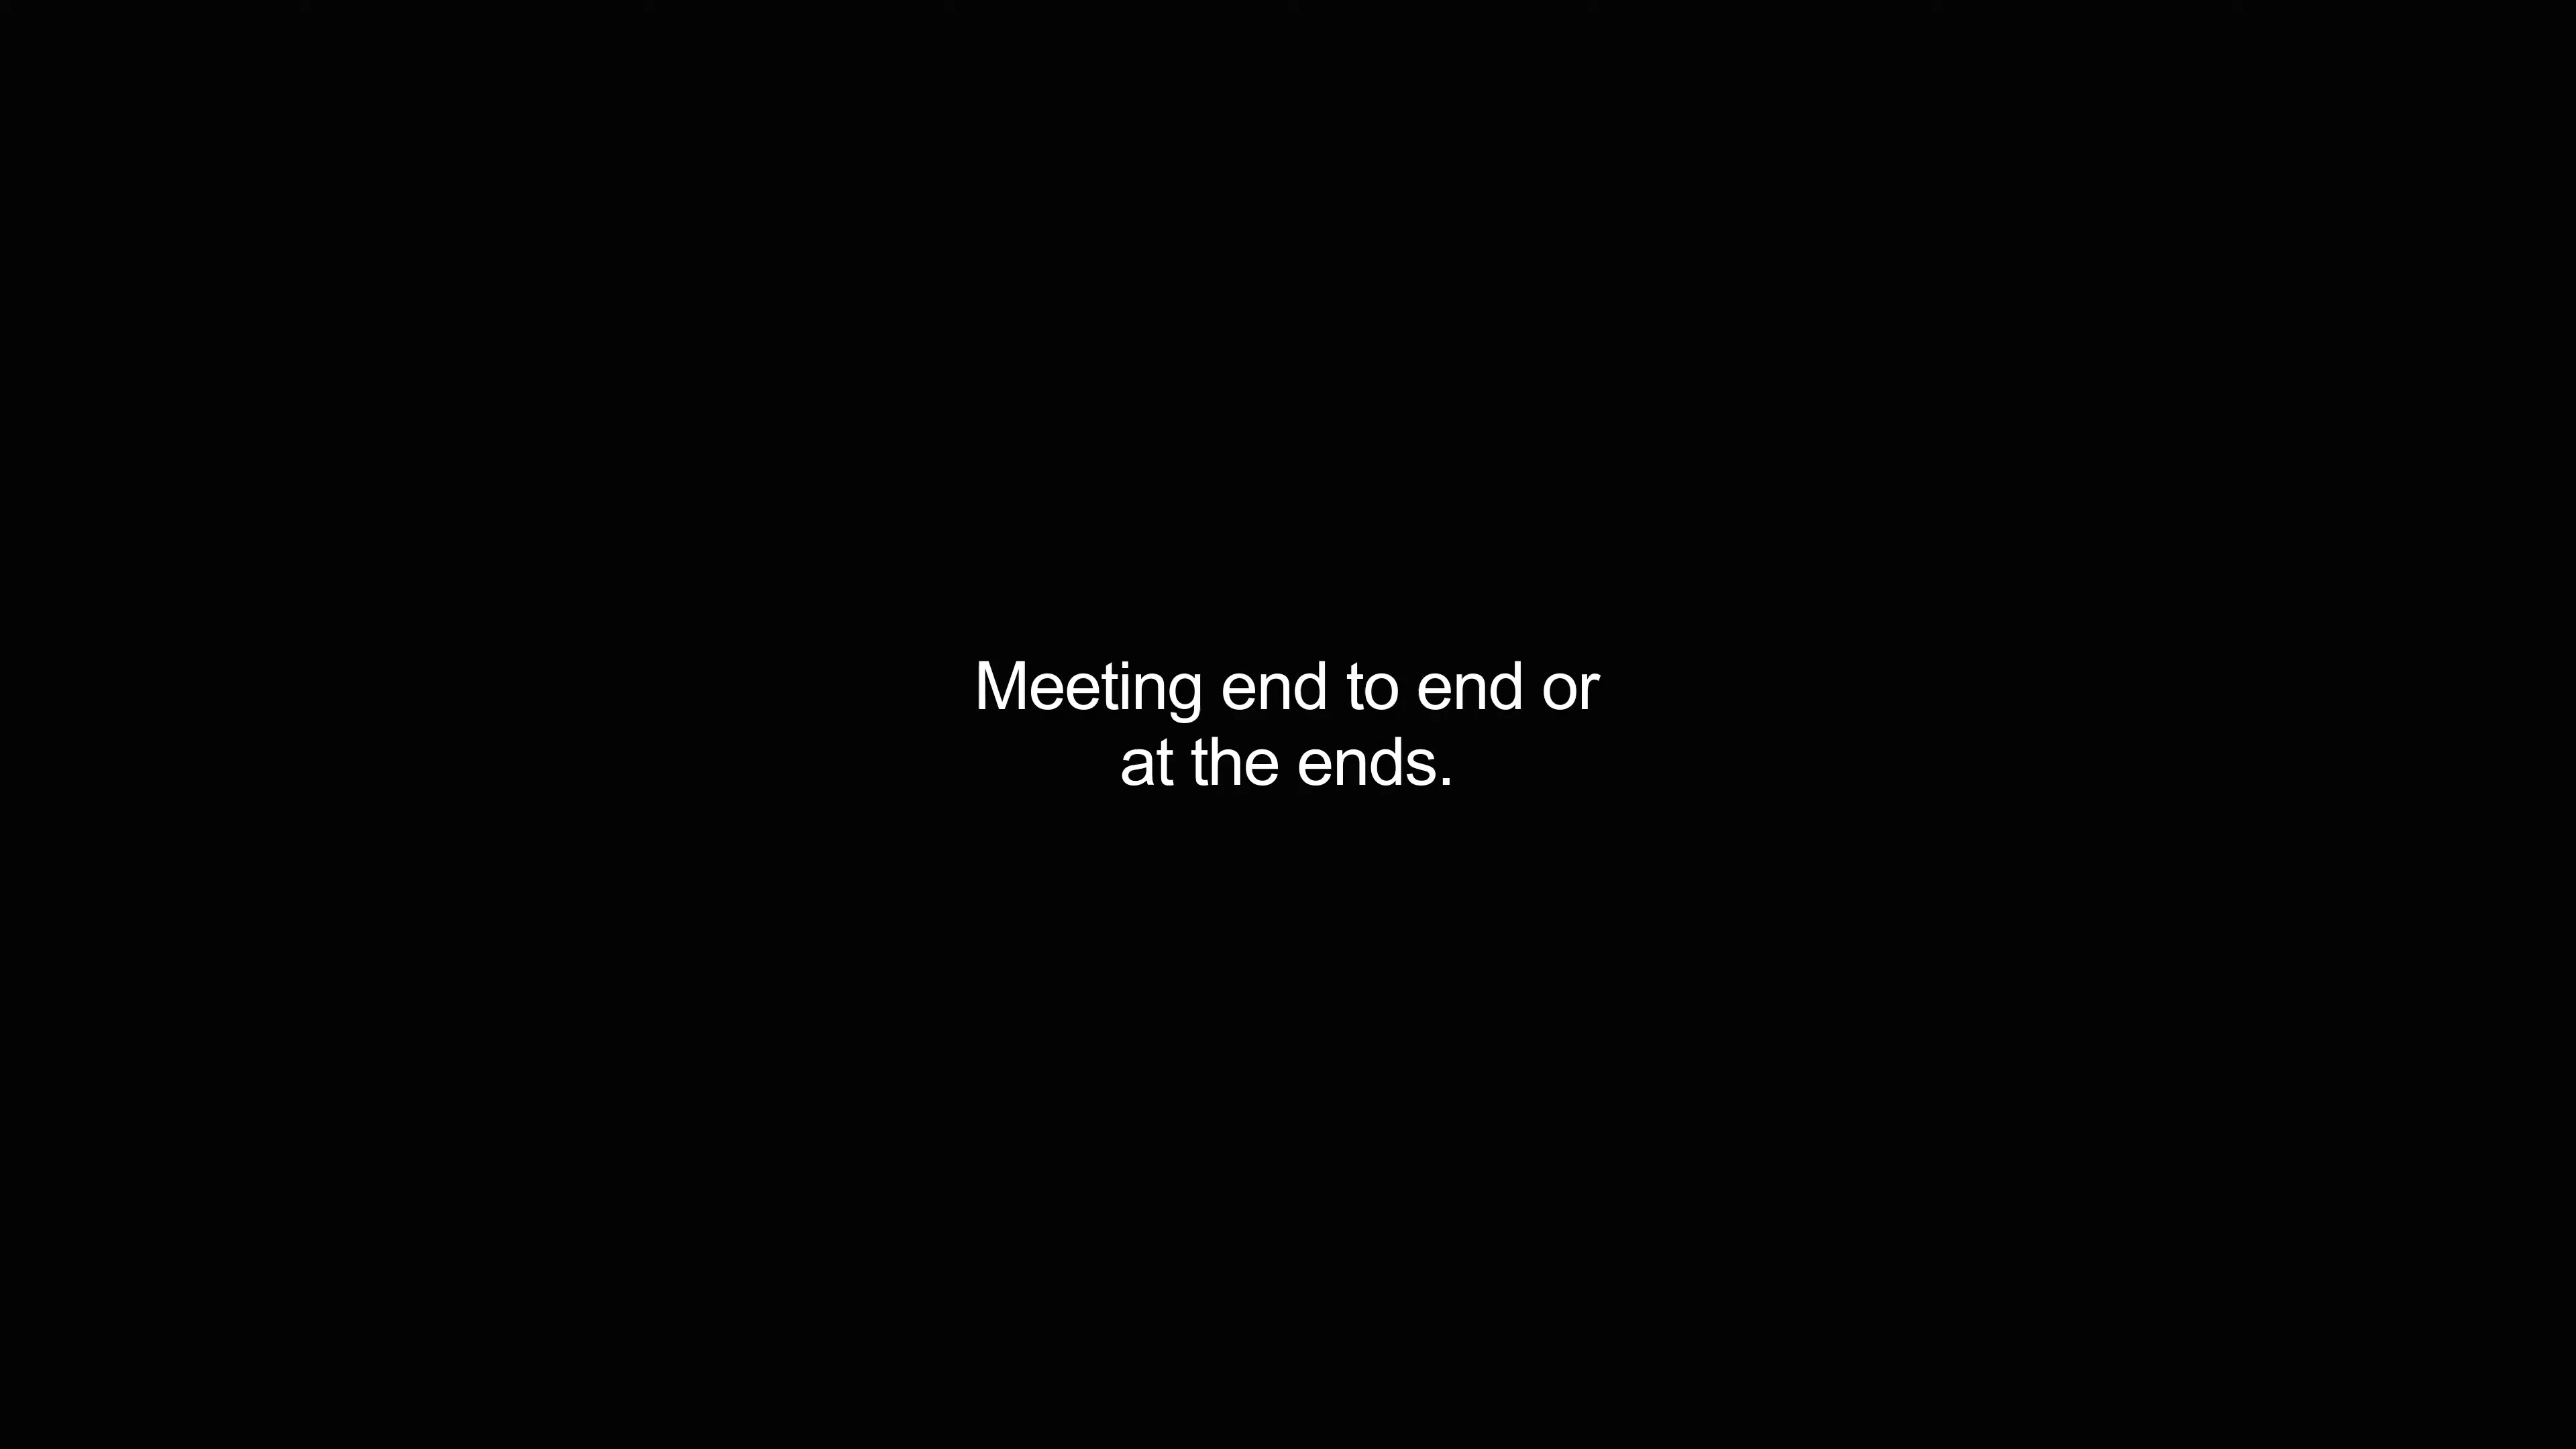 Meeting end to end or
at the ends.